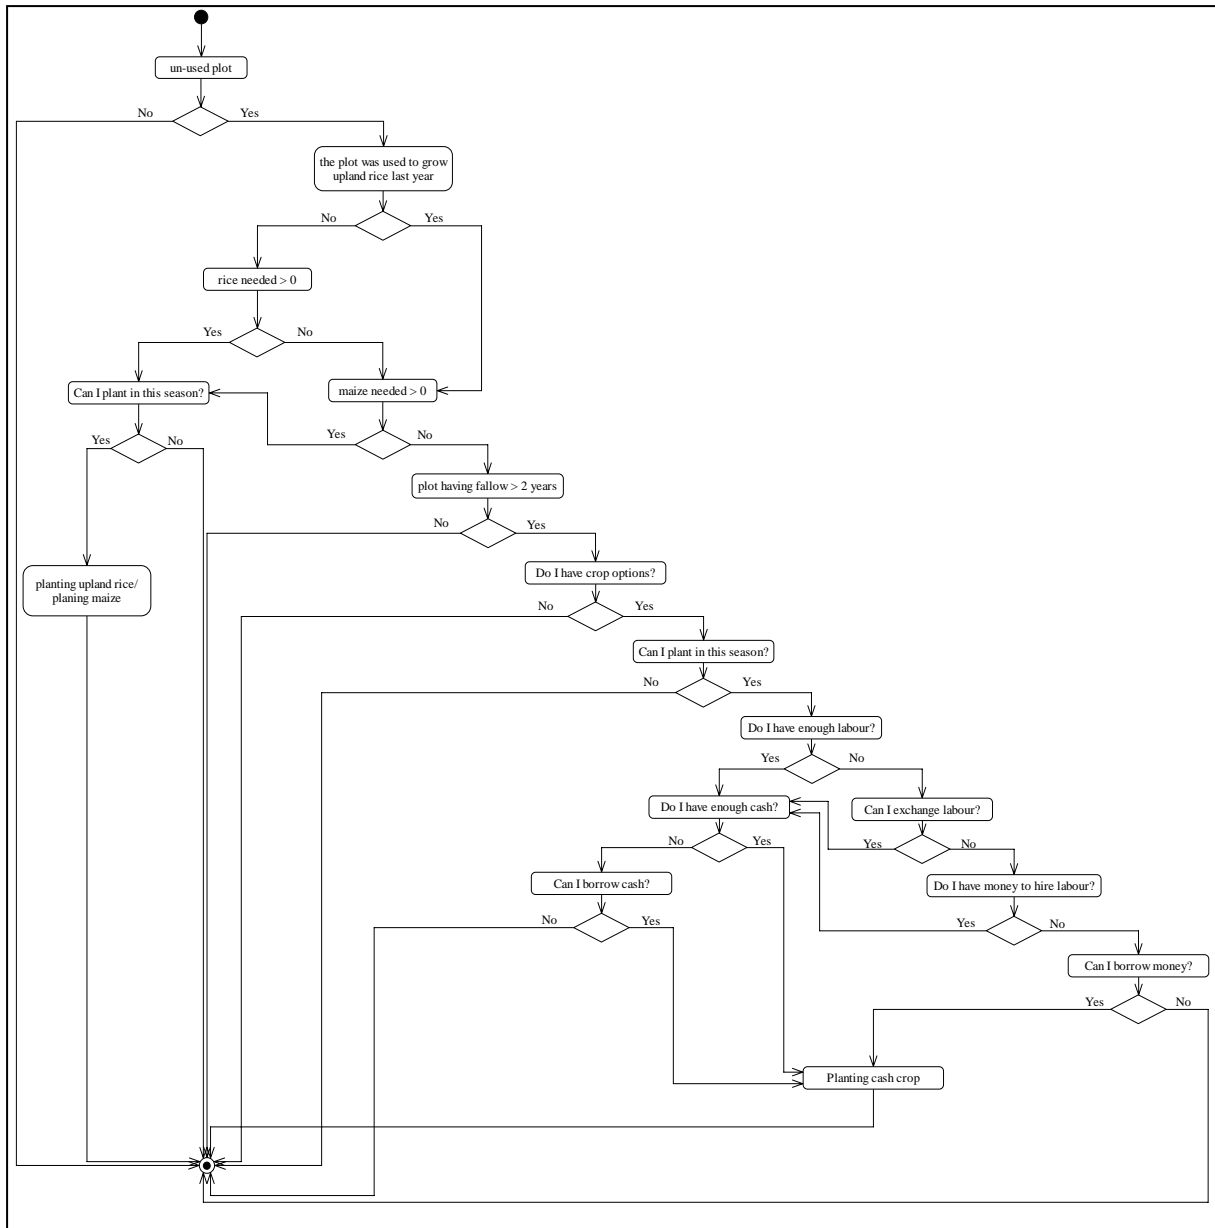 un-used plot
No
Yes
the plot was used to grow
upland rice last year
No
Yes
rice needed > 0
Yes
No
Can I plant in this season?
maize needed > 0
Yes
No
Yes
No
plot having fallow > 2 years
No
Yes
planting upland rice/
planing maize
Do I have crop options?
No
Yes
Can I plant in this season?
No
Yes
Do I have enough labour?
Yes
No
Do I have enough cash?
Can I exchange labour?
No
Yes
Yes
No
Can I borrow cash?
Do I have money to hire labour?
No
Yes
Yes
No
Can I borrow money?
Yes
No
Planting cash crop